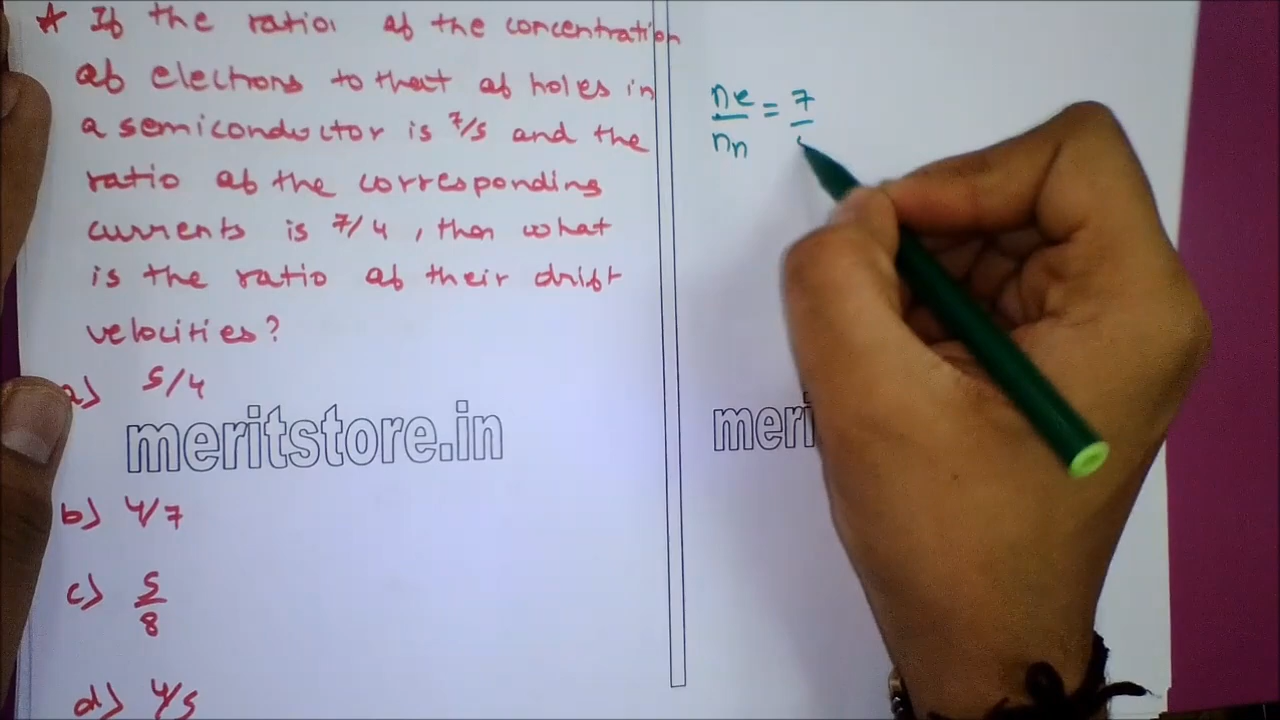 ★ If the ratio of the concentration
of electrons to that of holes in
a semiconductor is 7/5 and the
ratio of the corresponding
currents is 7/4, then what
is the ratio of their drift
velocities?
a) 5/4
meritstore.in
b) 4/7
c) 5/8
d) 4/5
ne/nn = 7/
meri